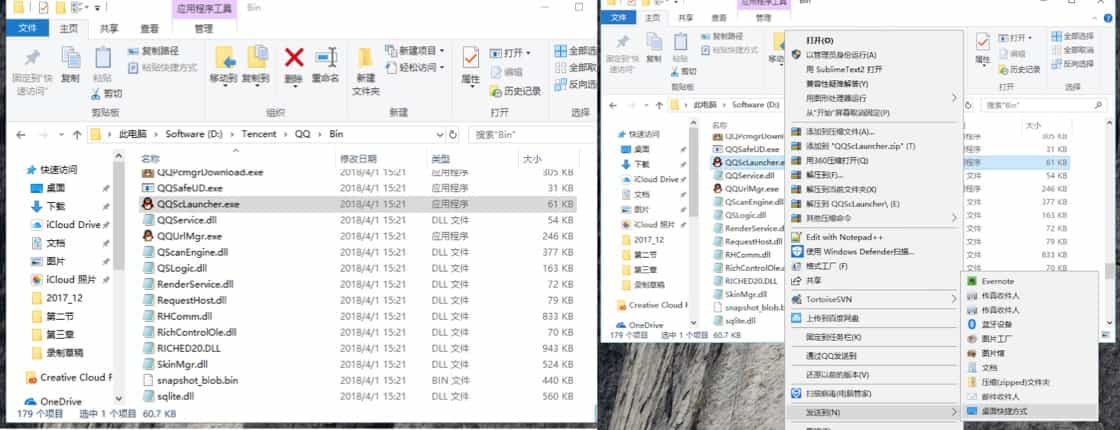 应用程序工具 Bin
文件 主页 共享 查看 管理
固定到"快速访问" 复制 粘贴 复制路径 粘贴快捷方式 剪切
移动到 复制到 删除 重命名 新建文件夹 新建项目 轻松访问
属性 打开 编辑 历史记录 全部选择 全部取 反向选
剪贴板 组织 新建 打开
此电脑 Software (D:) Tencent QQ Bin 搜索"Bin"
名称 修改日期 类型 大小
快速访问
桌面
下载
iCloud Drive
文档
图片
iCloud 照片
2017_12
第二节
第三章
录制草稿
Creative Cloud F
OneDrive
QQPcmgrDownload.exe 2018/4/1 15:21 应用程序 305 KB
QQSafeUD.exe 2018/4/1 15:21 应用程序 31 KB
QQScLauncher.exe 2018/4/1 15:21 应用程序 61 KB
QQService.dll 2018/4/1 15:21 DLL 文件 54 KB
QQUrlMgr.exe 2018/4/1 15:21 应用程序 246 KB
QScanEngine.dll 2018/4/1 15:21 DLL 文件 377 KB
QSLogic.dll 2018/4/1 15:21 DLL 文件 163 KB
RenderService.dll 2018/4/1 15:21 DLL 文件 72 KB
RequestHost.dll 2018/4/1 15:21 DLL 文件 79 KB
RHComm.dll 2018/4/1 15:21 DLL 文件 833 KB
RichControlOle.dll 2018/4/1 15:21 DLL 文件 70 KB
RICHED20.DLL 2018/4/1 15:21 DLL 文件 943 KB
SkinMgr.dll 2018/4/1 15:21 DLL 文件 524 KB
snapshot_blob.bin 2018/4/1 15:21 BIN 文件 440 KB
sqlite.dll 2018/4/1 15:21 DLL 文件 560 KB
179 个项目 选中 1 个项目 60.7 KB
应用程序工具 Bin
文件 主页 共享 查看 管理
固定到"快速访问" 复制 粘贴 复制路径 粘贴快捷方式 剪切
属性 打开 编辑 历史记录 全部选择 全部取消 反向选择
剪贴板 打开 选择
此电脑 Software (D:) 搜索"Bin"
名称 大小
快速访问
桌面
下载
iCloud Drive
文档
图片
iCloud 照片
2017_12
第二节
第三章
录制草稿
Creative Cloud F
OneDrive
QQPcmgrDownlo 程序 305 KB
QQSafeUD.exe 程序 31 KB
QQScLauncher.e 程序 61 KB
QQService.dll 文件 54 KB
QQUrlMgr.exe 程序 246 KB
QScanEngine.dll 文件 377 KB
QSLogic.dll 文件 163 KB
RenderService.d 文件 72 KB
RequestHost.dll 文件 79 KB
RHComm.dll 文件 833 KB
RichControlOle.d 文件 70 KB
RICHED20.DLL
SkinMgr.dll
snapshot_blob.b
sqlite.dll
179 个项目 选中 1 个项目 60.7 KB
打开(O)
以管理员身份运行(A)
用 SublimeText2 打开
兼容性疑难解答(Y)
用图形处理器运行
从"开始"屏幕取消固定(P)
添加到压缩文件(A)...
添加到 "QQScLauncher.zip" (T)
用360压缩打开(Q)
解压到(F)...
解压到当前文件夹(X)
解压到 QQScLauncher\ (E)
其他压缩命令
Edit with Notepad++
使用 Windows Defender扫描...
格式工厂 (F)
共享
TortoiseSVN
上传到百度网盘
固定到任务栏(K)
通过QQ发送到
还原以前的版本(V)
扫描病毒(电脑管家)
发送到(N)
Evernote
传真收件人
传真收件人
蓝牙设备
图片工厂
图片馆
文档
压缩(zipped)文件夹
邮件收件人
桌面快捷方式